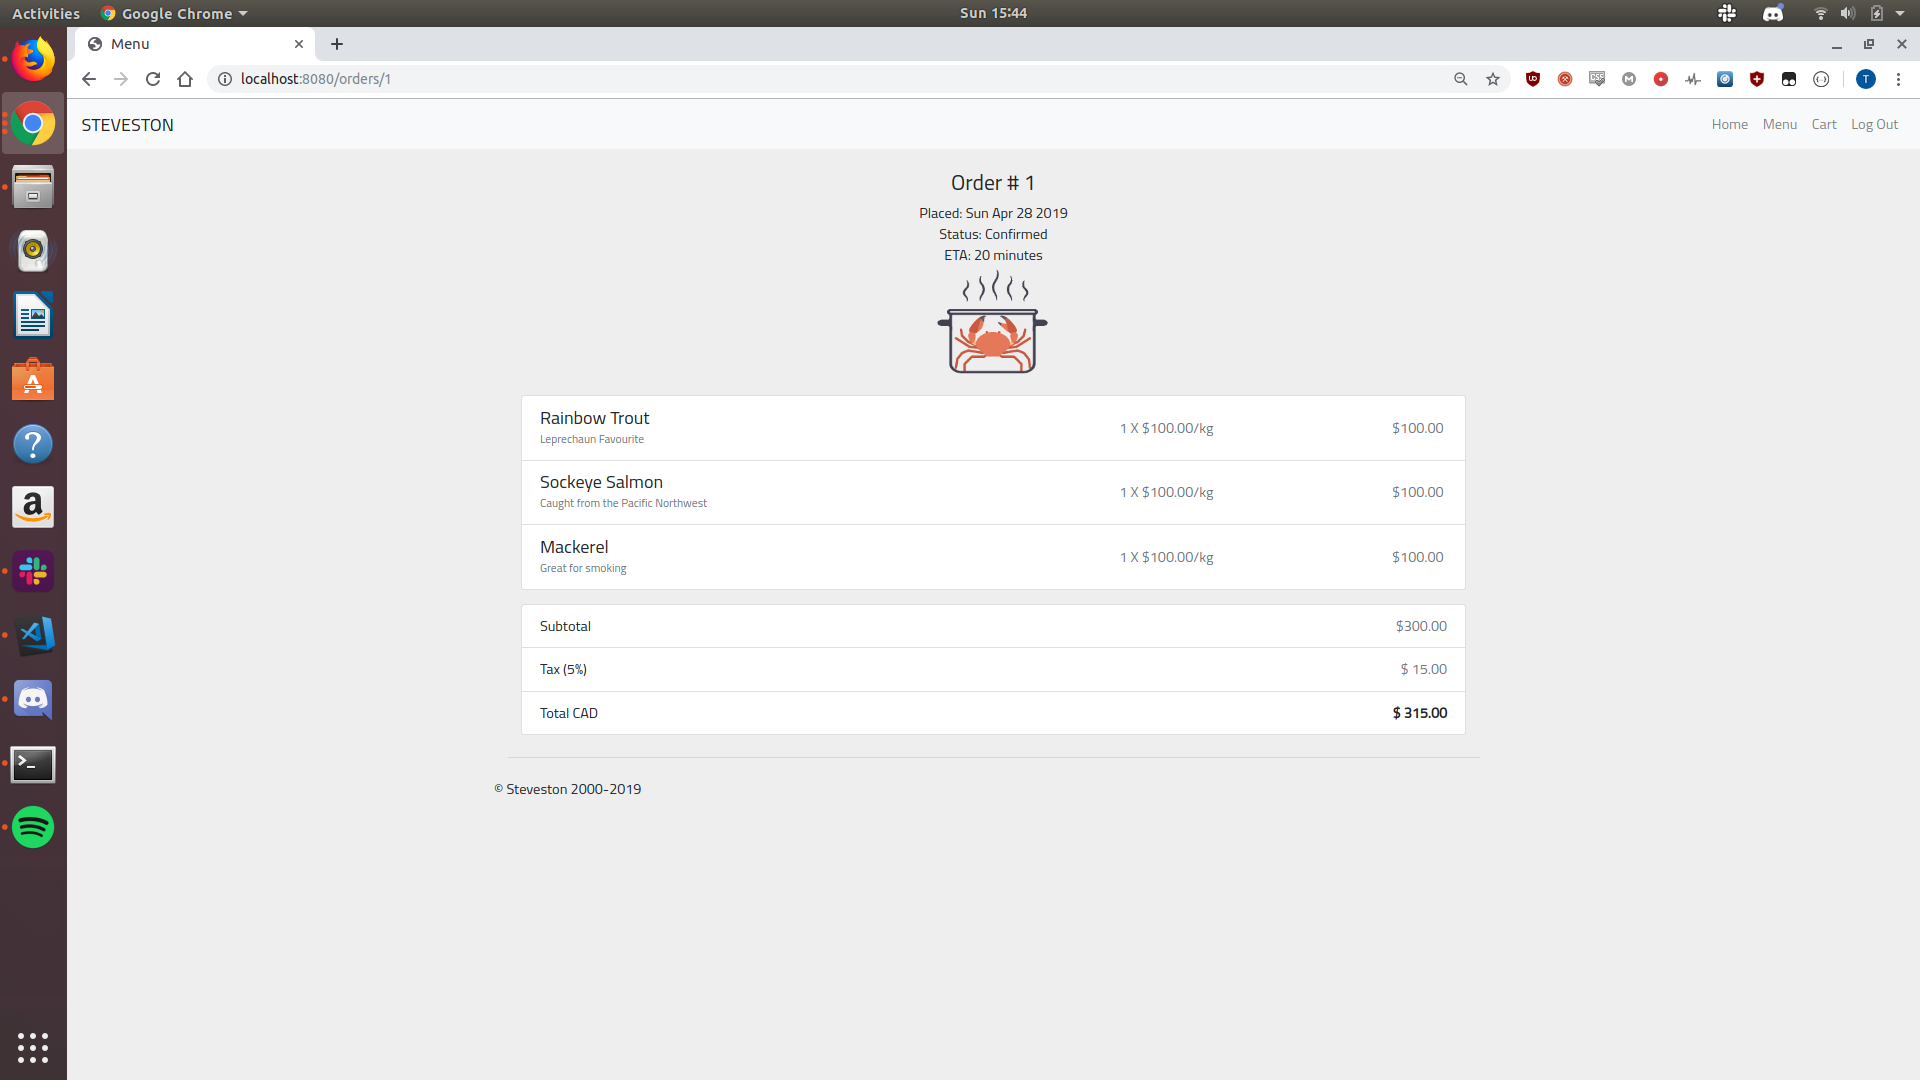 Activities Google Chrome Sun 15:44
Menu
localhost:8080/orders/1
STEVESTON Home Menu Cart Log Out
Order # 1
Placed: Sun Apr 28 2019
Status: Confirmed
ETA: 20 minutes
Rainbow Trout 1 X $100.00/kg $100.00
Leprechaun Favourite
Sockeye Salmon 1 X $100.00/kg $100.00
Caught from the Pacific Northwest
Mackerel 1 X $100.00/kg $100.00
Great for smoking
Subtotal $300.00
Tax (5%) $ 15.00
Total CAD $ 315.00
© Steveston 2000-2019